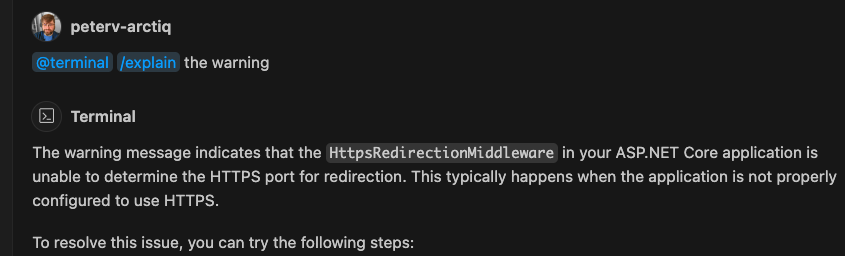 peterv-arctiq
@terminal /explain the warning
Terminal
The warning message indicates that the HttpsRedirectionMiddleware in your ASP.NET Core application is
unable to determine the HTTPS port for redirection. This typically happens when the application is not properly
configured to use HTTPS.
To resolve this issue, you can try the following steps: